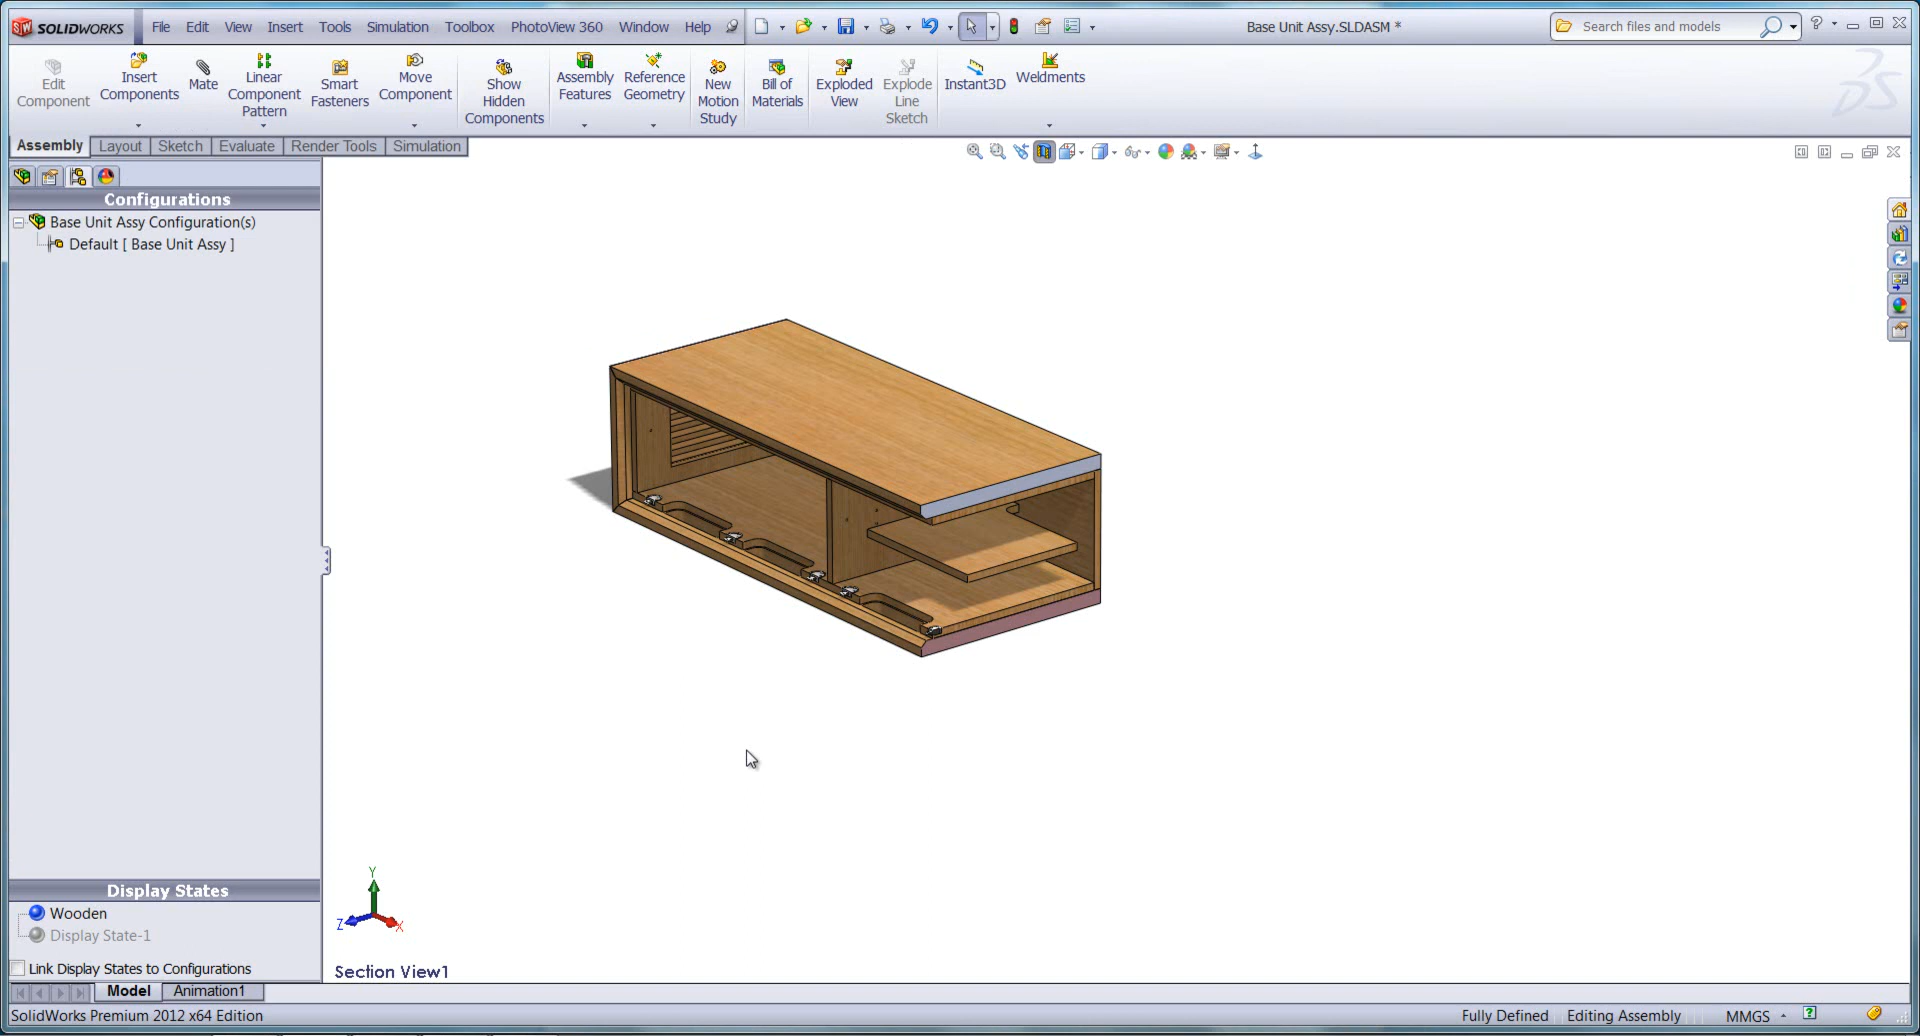 SOLIDWORKS File Edit View Insert Tools Simulation Toolbox PhotoView 360 Window Help Base Unit Assy.SLDASM * Search files and models ?
Edit Component
Insert Components
Mate
Linear Component Pattern
Smart Fasteners
Move Component
Show Hidden Components
Assembly Features
Reference Geometry
New Motion Study
Bill of Materials
Exploded View
Explode Line Sketch
Instant3D
Weldments
Assembly Layout Sketch Evaluate Render Tools Simulation
Configurations
Base Unit Assy Configuration(s)
Default [ Base Unit Assy ]
Display States
Wooden
Display State-1
Link Display States to Configurations
Y
Z
X
Section View1
Model Animation1
SolidWorks Premium 2012 x64 Edition Fully Defined Editing Assembly MMGS ?